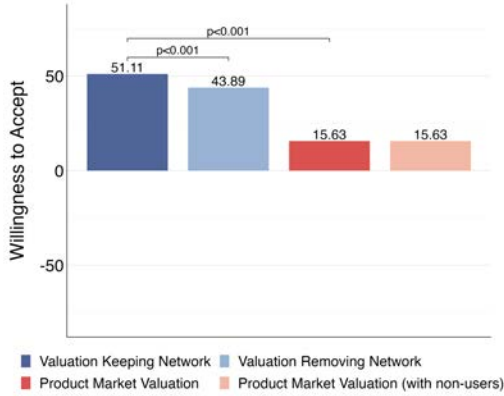 p<0.001
p<0.001
51.11
43.89
15.63
15.63
50
0
-50
Willingness to Accept
Valuation Keeping Network
Valuation Removing Network
Product Market Valuation
Product Market Valuation (with non-users)